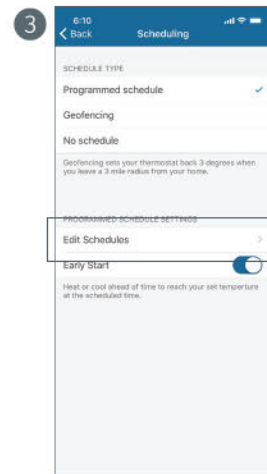 3
6:10
Back Scheduling
SCHEDULE TYPE
Programmed schedule
Geofencing
No schedule
Geofencing sets your thermostat back 3 degrees when
you leave a 3 mile radius from your home.
PROGRAMMED SCHEDULE SETTINGS
Edit Schedules
Early Start
Heat or cool ahead of time to reach your set temperture
at the scheduled time.